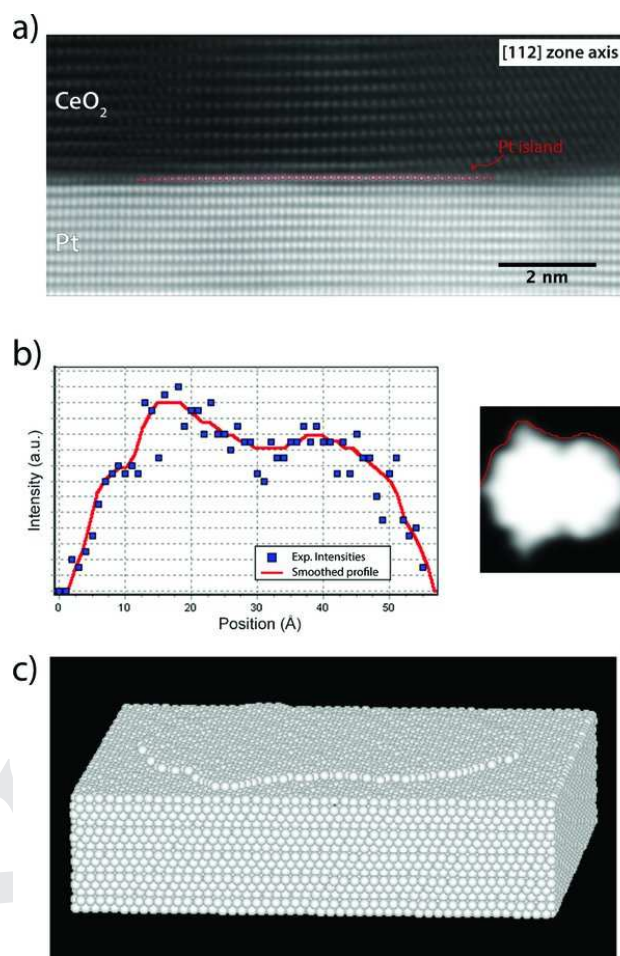 a)
[112] zone axis
CeO₂
Pt island
Pt
2 nm
b)
Intensity (a.u.)
Exp. Intensities
Smoothed profile
0 10 20 30 40 50
Position (Å)
c)